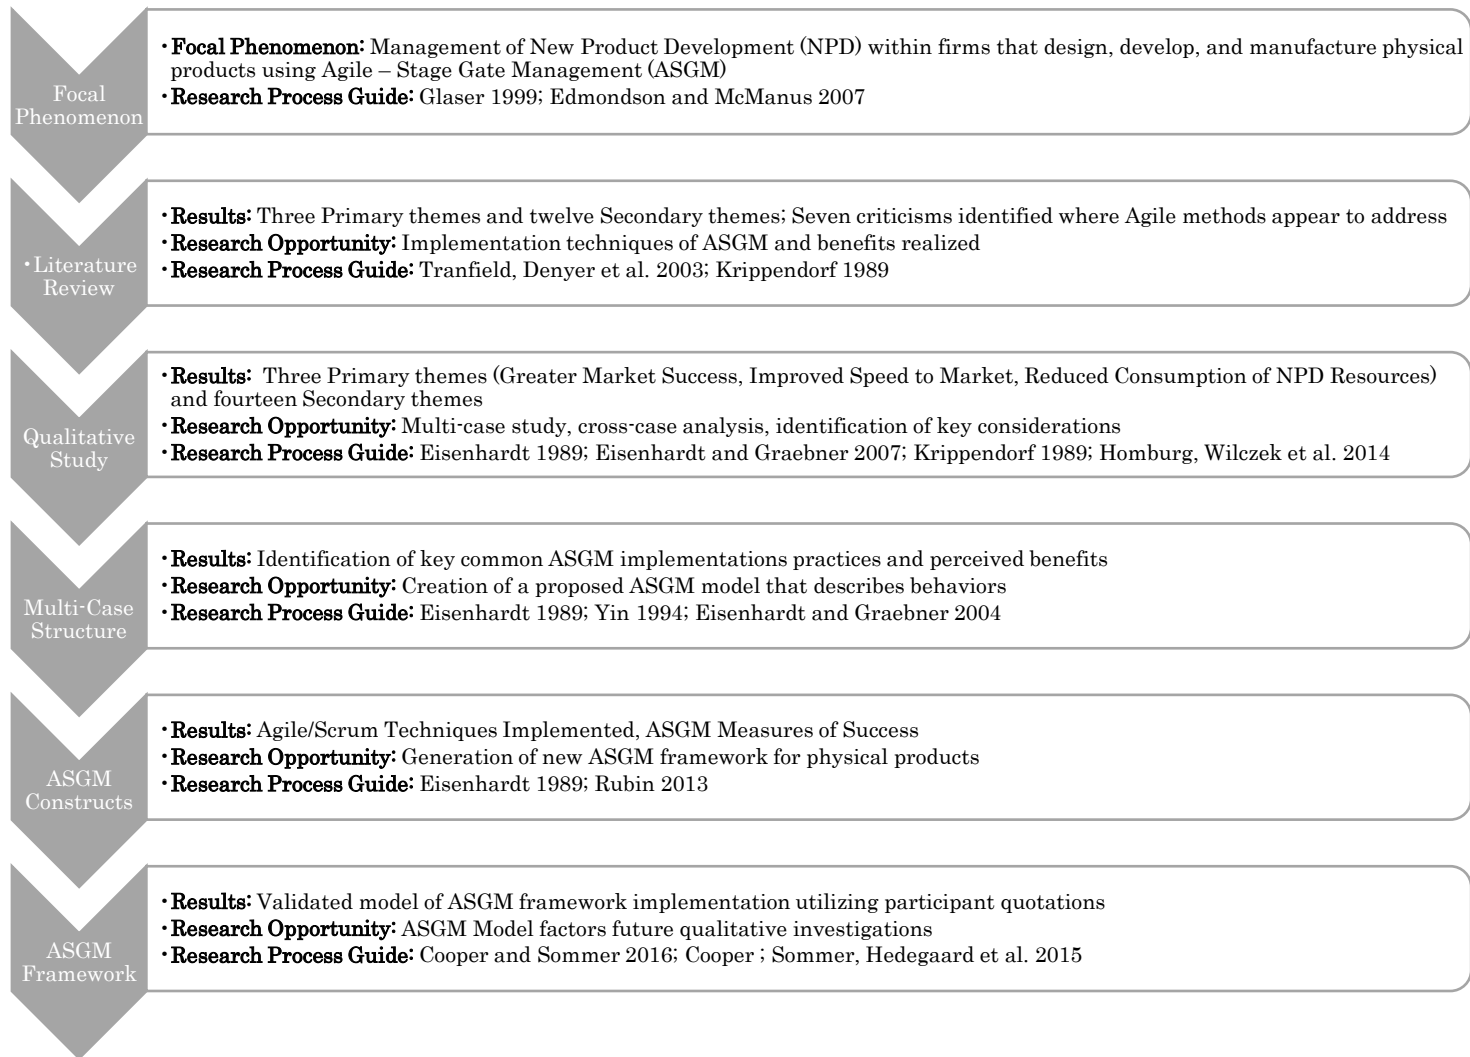 Focal
Phenomenon
·Focal Phenomenon: Management of New Product Development (NPD) within firms that design, develop, and manufacture physical
products using Agile – Stage Gate Management (ASGM)
·Research Process Guide: Glaser 1999; Edmondson and McManus 2007
·Literature
Review
·Results: Three Primary themes and twelve Secondary themes; Seven criticisms identified where Agile methods appear to address
·Research Opportunity: Implementation techniques of ASGM and benefits realized
·Research Process Guide: Tranfield, Denyer et al. 2003; Krippendorf 1989
Qualitative
Study
·Results: Three Primary themes (Greater Market Success, Improved Speed to Market, Reduced Consumption of NPD Resources)
and fourteen Secondary themes
·Research Opportunity: Multi-case study, cross-case analysis, identification of key considerations
·Research Process Guide: Eisenhardt 1989; Eisenhardt and Graebner 2007; Krippendorf 1989; Homburg, Wilczek et al. 2014
Multi-Case
Structure
·Results: Identification of key common ASGM implementations practices and perceived benefits
·Research Opportunity: Creation of a proposed ASGM model that describes behaviors
·Research Process Guide: Eisenhardt 1989; Yin 1994; Eisenhardt and Graebner 2004
ASGM
Constructs
·Results: Agile/Scrum Techniques Implemented, ASGM Measures of Success
·Research Opportunity: Generation of new ASGM framework for physical products
·Research Process Guide: Eisenhardt 1989; Rubin 2013
ASGM
Framework
·Results: Validated model of ASGM framework implementation utilizing participant quotations
·Research Opportunity: ASGM Model factors future qualitative investigations
·Research Process Guide: Cooper and Sommer 2016; Cooper ; Sommer, Hedegaard et al. 2015